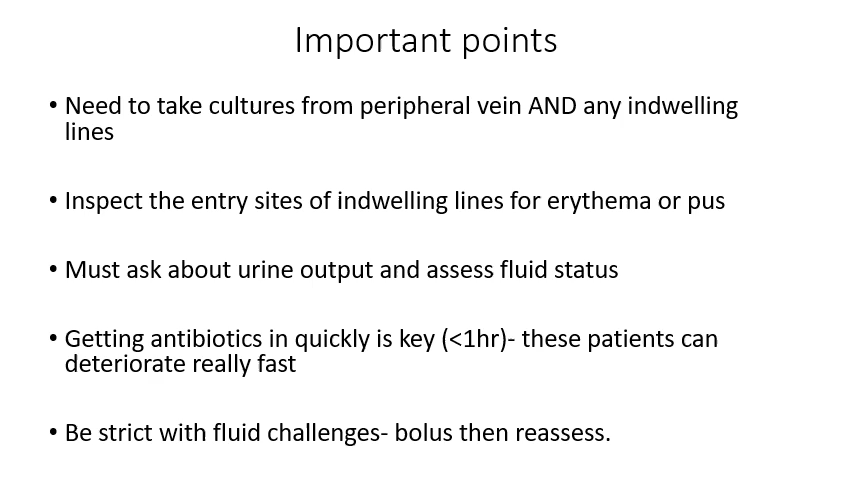 Important points
• Need to take cultures from peripheral vein AND any indwelling
lines
• Inspect the entry sites of indwelling lines for erythema or pus
• Must ask about urine output and assess fluid status
• Getting antibiotics in quickly is key (<1hr)- these patients can
deteriorate really fast
• Be strict with fluid challenges- bolus then reassess.